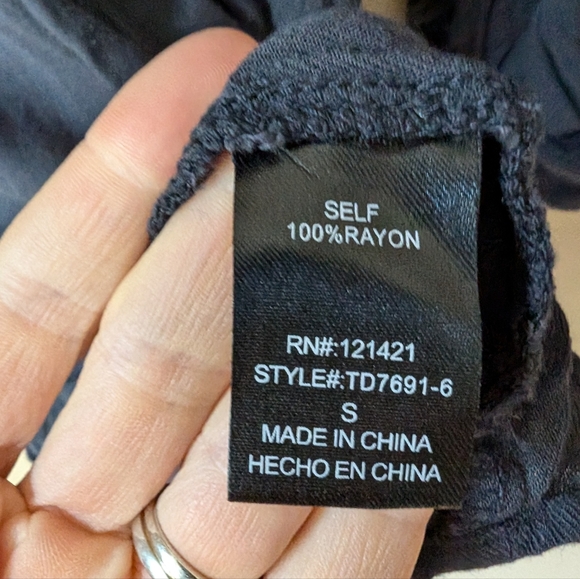 SELF
100%RAYON
RN#:121421
STYLE#:TD7691-6
S
MADE IN CHINA
HECHO EN CHINA